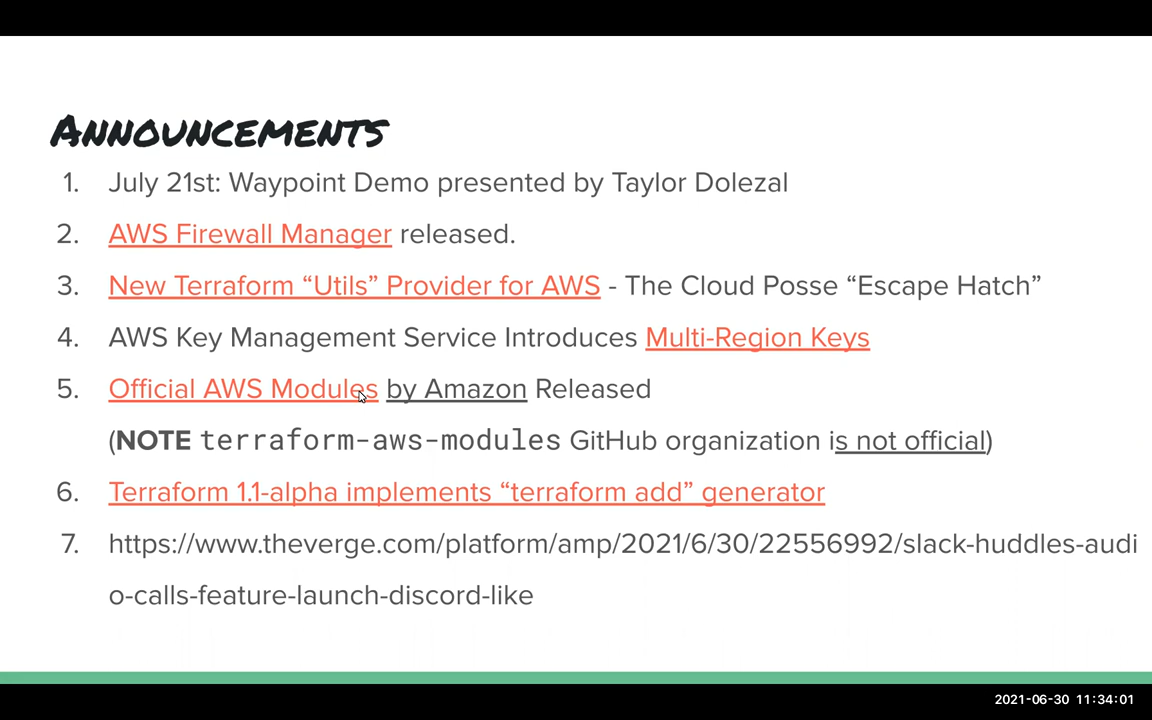 ANNOUNCEMENTS
1. July 21st: Waypoint Demo presented by Taylor Dolezal
2. AWS Firewall Manager released.
3. New Terraform “Utils” Provider for AWS - The Cloud Posse “Escape Hatch”
4. AWS Key Management Service Introduces Multi-Region Keys
5. Official AWS Modules by Amazon Released
(NOTE terraform-aws-modules GitHub organization is not official)
6. Terraform 1.1-alpha implements “terraform add” generator
7. https://www.theverge.com/platform/amp/2021/6/30/22556992/slack-huddles-audi
o-calls-feature-launch-discord-like
2021-06-30 11:34:01